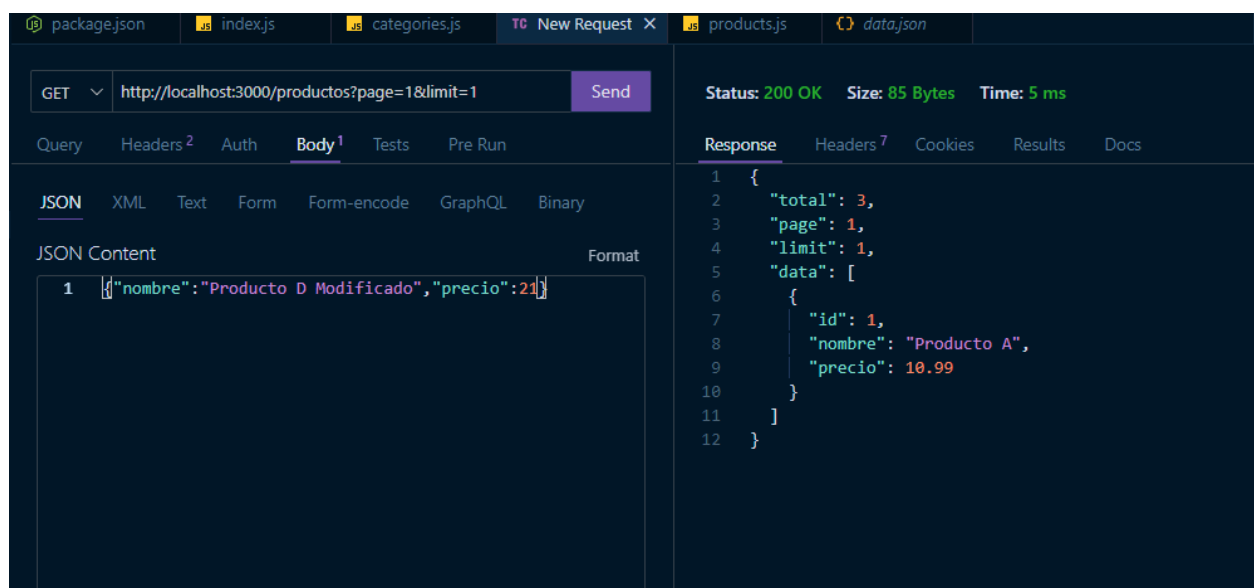 package.json index.js categories.js TC New Request × products.js {} data.json
GET http://localhost:3000/productos?page=1&limit=1 Send
Query Headers 2 Auth Body 1 Tests Pre Run
JSON XML Text Form Form-encode GraphQL Binary
JSON Content Format
1 {"nombre":"Producto D Modificado","precio":21}
Status: 200 OK Size: 85 Bytes Time: 5 ms
Response Headers 7 Cookies Results Docs
1 {
2 "total": 3,
3 "page": 1,
4 "limit": 1,
5 "data": [
6 {
7 "id": 1,
8 "nombre": "Producto A",
9 "precio": 10.99
10 }
11 ]
12 }